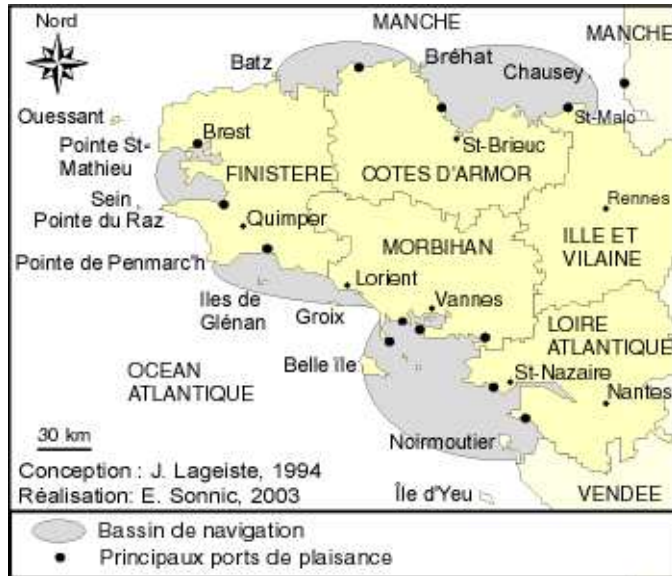 Nord
MANCHE
MANCHE
Batz
Bréhat
Chausey
Ouessant
St-Malo
Brest
St-Brieuc
Pointe St-
Mathieu
FINISTERE
COTES D'ARMOR
Sein
Rennes
Pointe du Raz
Quimper
ILLE ET
VILAINE
MORBIHAN
Pointe de Penmarc'h
Lorient
Vannes
Iles de
Glénan
Groix
LOIRE
ATLANTIQUE
Belle île
St-Nazaire
OCEAN
ATLANTIQUE
Nantes
30 km
Noirmoutier
Conception : J. Lageiste, 1994
Réalisation: E. Sonnic, 2003
Île d'Yeu
VENDEE
Bassin de navigation
Principaux ports de plaisance